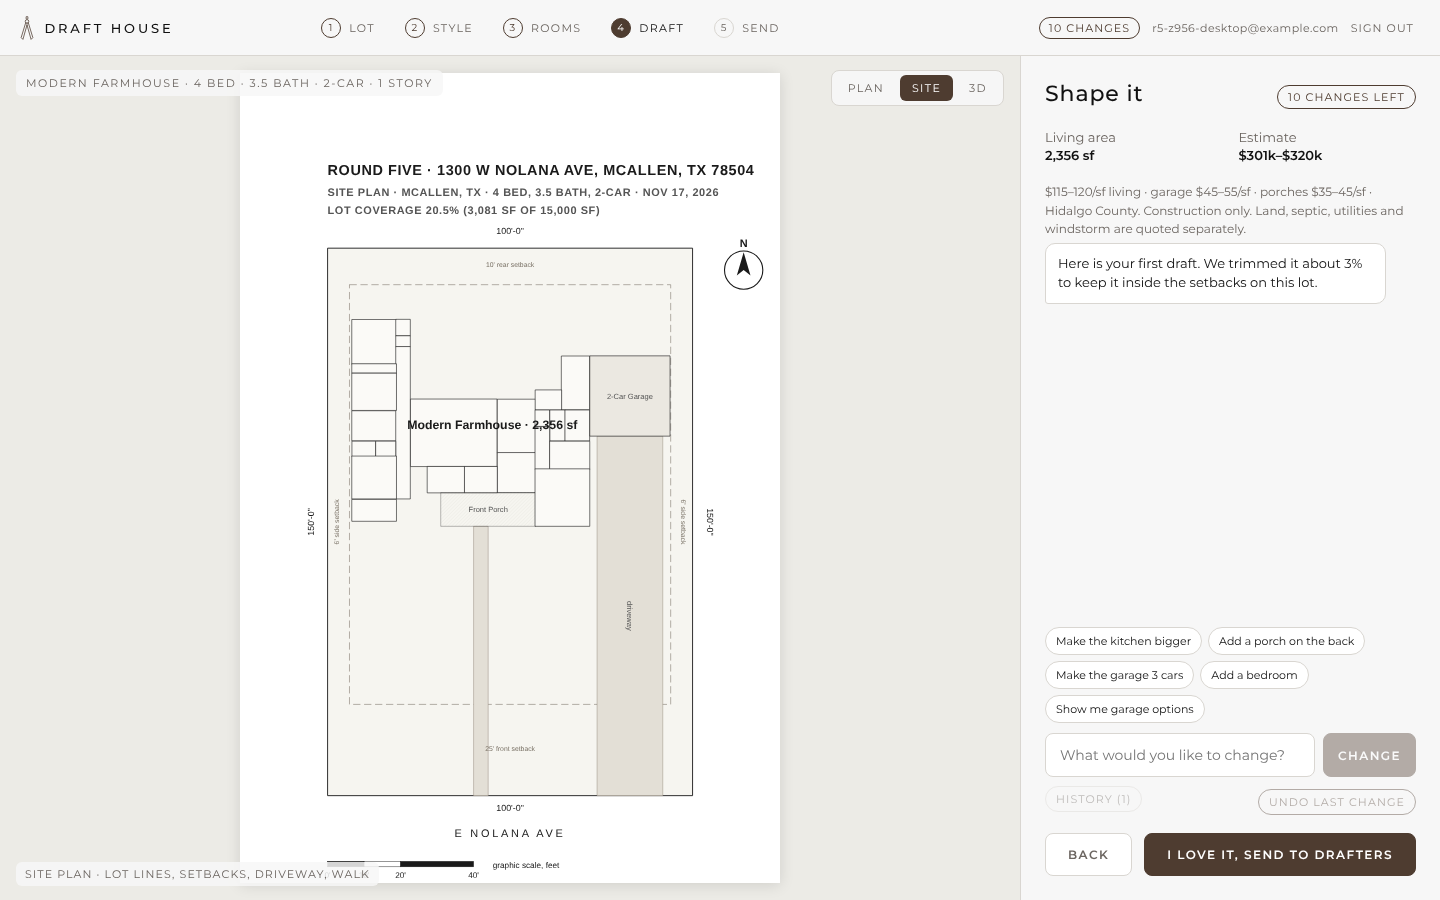 DRAFT HOUSE
1 LOT
2 STYLE
3 ROOMS
4 DRAFT
5 SEND
10 CHANGES
r5-z956-desktop@example.com
SIGN OUT
MODERN FARMHOUSE · 4 BED · 3.5 BATH · 2-CAR · 1 STORY
PLAN
SITE
3D
ROUND FIVE · 1300 W NOLANA AVE, MCALLEN, TX 78504
SITE PLAN · MCALLEN, TX · 4 BED, 3.5 BATH, 2-CAR · NOV 17, 2026
LOT COVERAGE 20.5% (3,081 SF OF 15,000 SF)
100'-0"
N
10' rear setback
2-Car Garage
Modern Farmhouse · 2,356 sf
Front Porch
150'-0"
6' side setback
6' side setback
150'-0"
driveway
25' front setback
100'-0"
E NOLANA AVE
graphic scale, feet
20'
40'
SITE PLAN · LOT LINES, SETBACKS, DRIVEWAY, WALK
Shape it
10 CHANGES LEFT
Living area
2,356 sf
Estimate
$301k–$320k
$115–120/sf living · garage $45–55/sf · porches $35–45/sf ·
Hidalgo County. Construction only. Land, septic, utilities and
windstorm are quoted separately.
Here is your first draft. We trimmed it about 3%
to keep it inside the setbacks on this lot.
Make the kitchen bigger
Add a porch on the back
Make the garage 3 cars
Add a bedroom
Show me garage options
What would you like to change?
CHANGE
HISTORY (1)
UNDO LAST CHANGE
BACK
I LOVE IT, SEND TO DRAFTERS